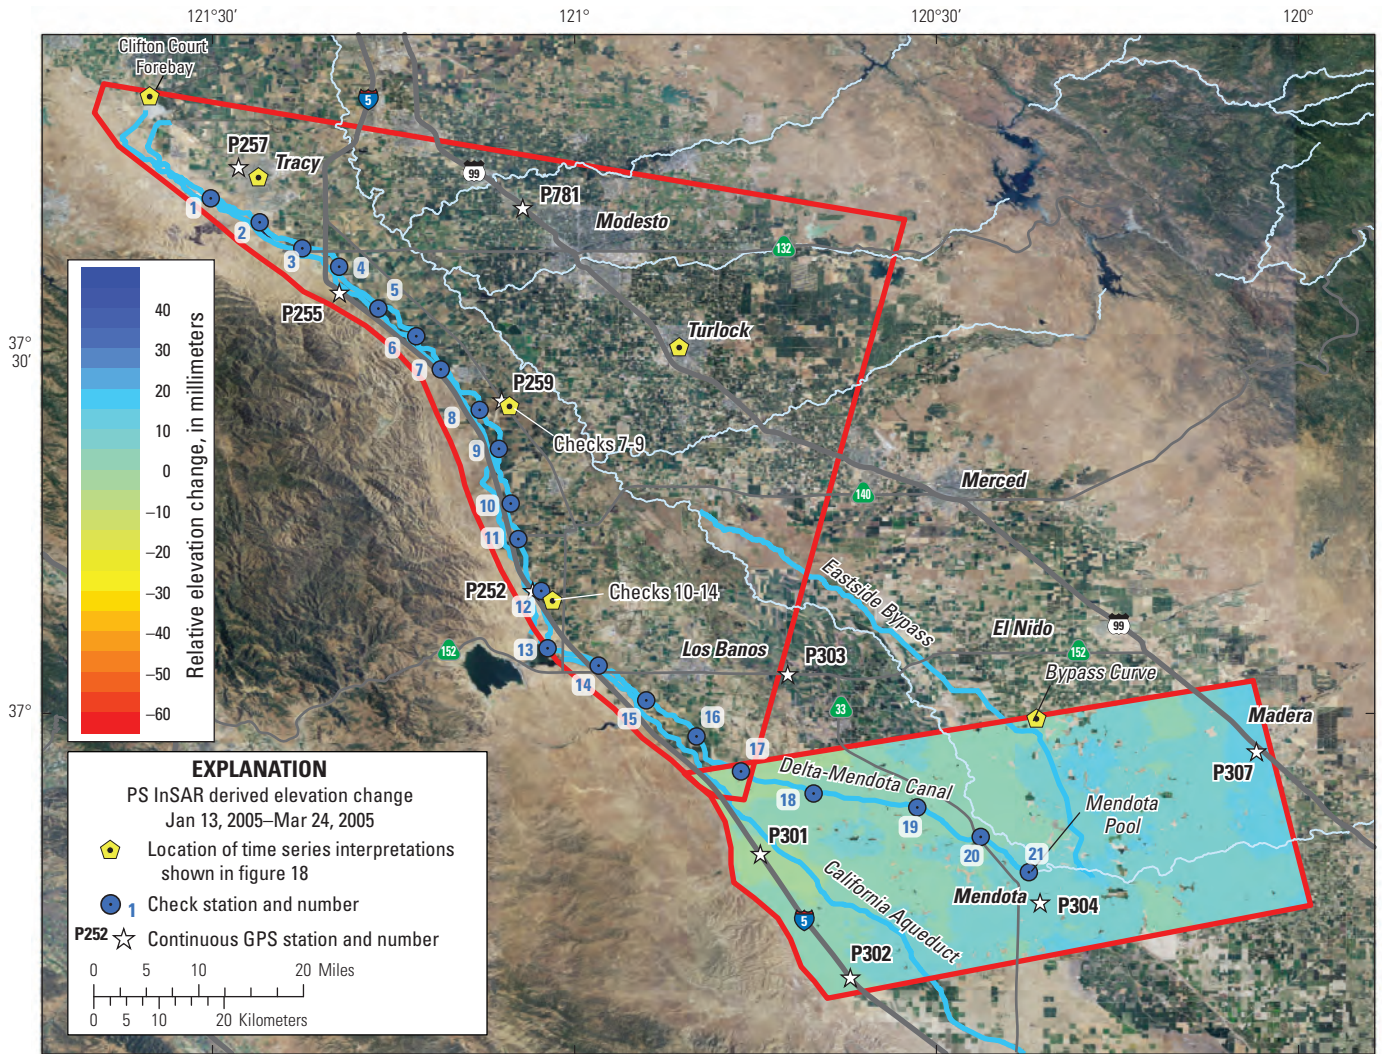 121°30'
121°
120°30'
120°
Clifton Court
Forebay
5
P257
Tracy
99
P781
Modesto
132
1
2
3
4
5
P255
6
7
37°
30'
Turlock
P259
8
Checks 7-9
9
10
11
Merced
140
P252
Checks 10-14
12
Eastside Bypass
El Nido
99
152
13
Los Banos
P303
152
Bypass Curve
14
37°
15
16
33
Madera
17
P307
Delta-Mendota Canal
18
19
Mendota
Pool
20
21
P301
Mendota
P304
California Aqueduct
5
P302
Relative elevation change, in millimeters
40
30
20
10
0
–10
–20
–30
–40
–50
–60
EXPLANATION
PS InSAR derived elevation change
Jan 13, 2005–Mar 24, 2005
Location of time series interpretations
shown in figure 18
1 Check station and number
P252 Continuous GPS station and number
0 5 10 20 Miles
0 5 10 20 Kilometers